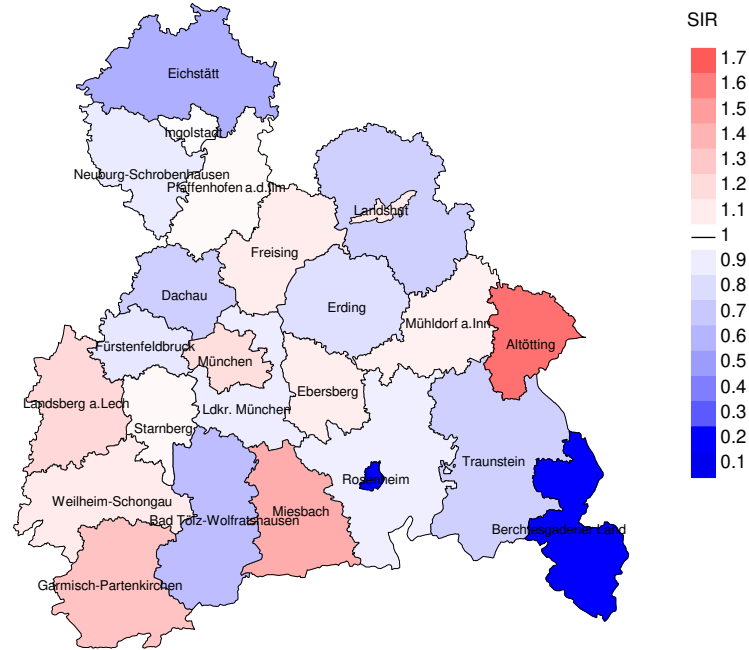 SIR
1.7
1.6
1.5
1.4
1.3
1.2
1.1
1
0.9
0.8
0.7
0.6
0.5
0.4
0.3
0.2
0.1
Eichstätt
Ingolstadt
Neuburg-Schrobenhausen
Pfaffenhofen a.d.Ilm
Landshut
Freising
Dachau
Erding
Mühldorf a.Inn
Altötting
Fürstenfeldbruck
München
Ebersberg
Landsberg a.Lech
Ldkr. München
Starnberg
Traunstein
Rosenheim
Weilheim-Schongau
Miesbach
Bad Tölz-Wolfratshausen
Berchtesgadener Land
Garmisch-Partenkirchen